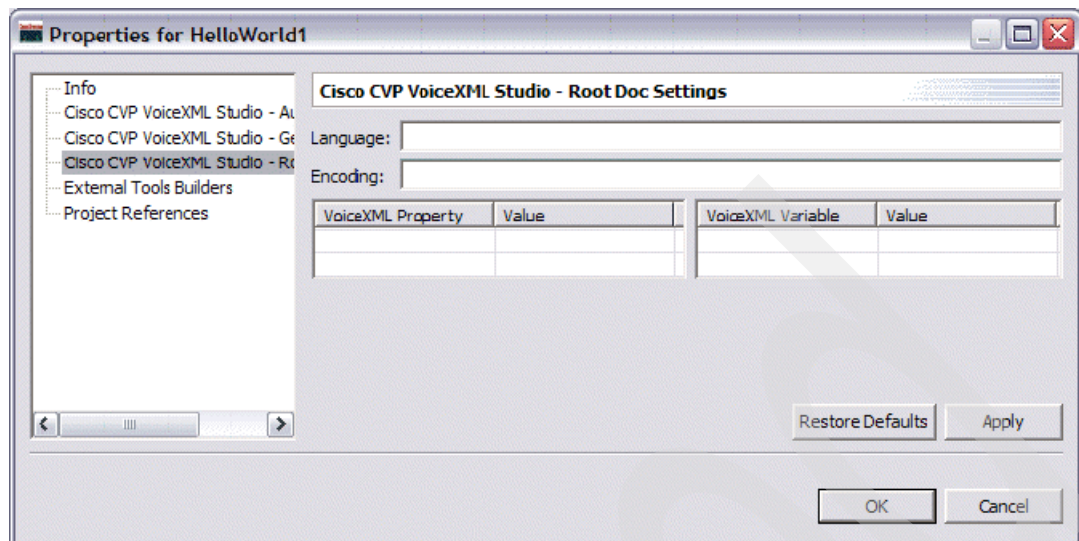 Properties for HelloWorld1
Info
Cisco CVP VoiceXML Studio - Au
Cisco CVP VoiceXML Studio - Ge
Cisco CVP VoiceXML Studio - Ro
External Tools Builders
Project References
Cisco CVP VoiceXML Studio - Root Doc Settings
Language:
Encoding:
VoiceXML Property Value VoiceXML Variable Value
Restore Defaults Apply
OK Cancel